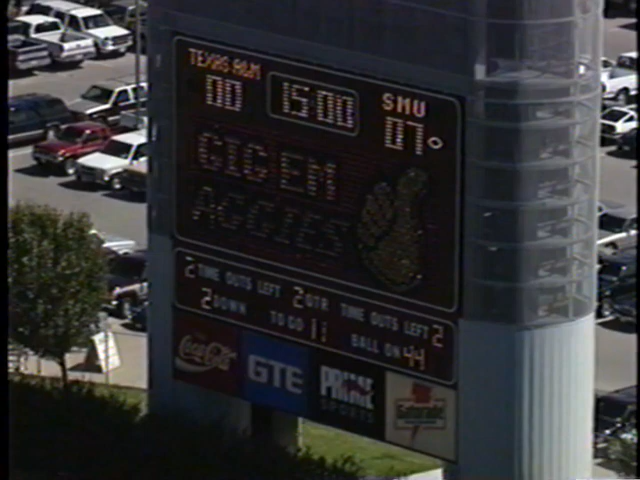 TEXAS A&M
00
15:00
SMU
07
GIG EM
AGGIES
2 TIME OUTS LEFT 2 QTR TIME OUTS LEFT 2
2 DOWN TO GO 11 BALL ON 44
Coca-Cola
GTE
PRIME
SPORTS
Gatorade